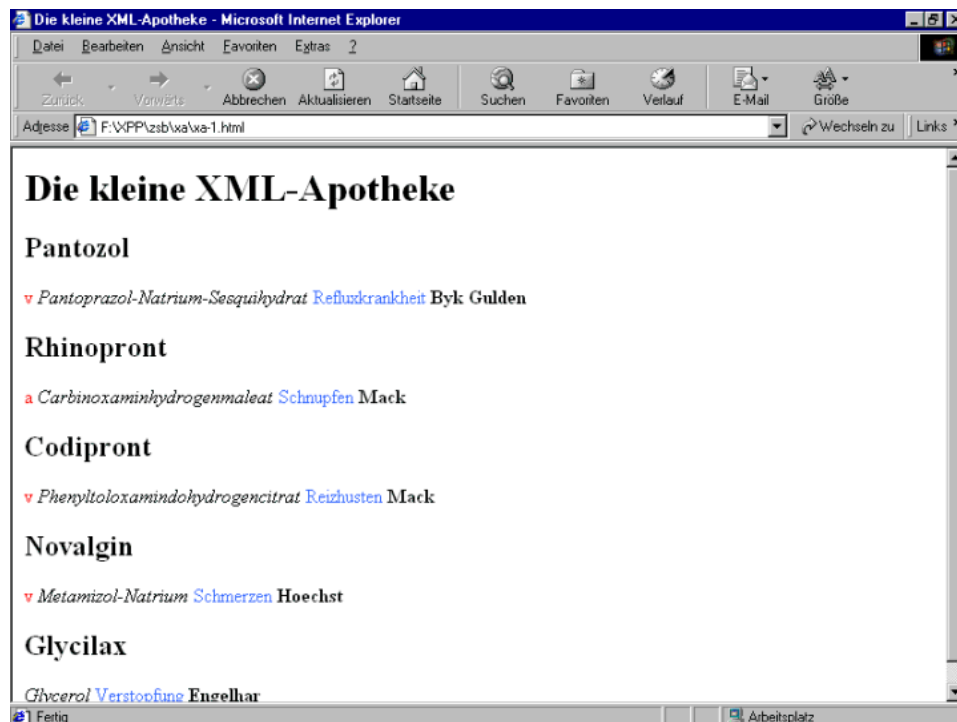 Die kleine XML-Apotheke - Microsoft Internet Explorer
Datei Bearbeiten Ansicht Favoriten Extras ?
Zurück Vorwärts Abbrechen Aktualisieren Startseite Suchen Favoriten Verlauf E-Mail Größe
Adresse F:\XPP\zsb\xa\xa-1.html Wechseln zu Links
Die kleine XML-Apotheke
Pantozol
v Pantoprazol-Natrium-Sesquihydrat Refluxkrankheit Byk Gulden
Rhinopront
a Carbinoxaminhydrogenmaleat Schnupfen Mack
Codipront
v Phenyltoloxamindohydrogencitrat Reizhusten Mack
Novalgin
v Metamizol-Natrium Schmerzen Hoechst
Glycilax
Glycerol Verstopfung Engelhar
Fertig Arbeitsplatz